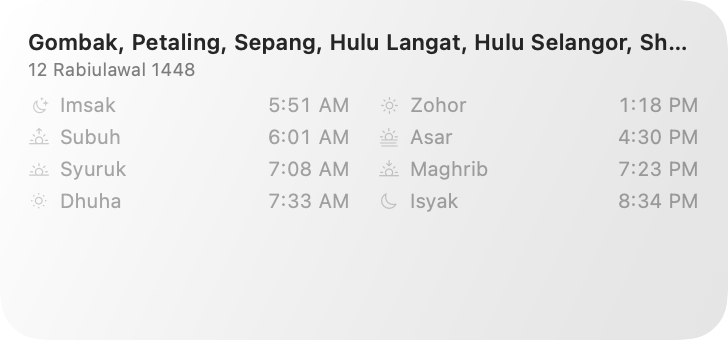 Gombak, Petaling, Sepang, Hulu Langat, Hulu Selangor, Sh...
12 Rabiulawal 1448
Imsak 5:51 AM Zohor 1:18 PM
Subuh 6:01 AM Asar 4:30 PM
Syuruk 7:08 AM Maghrib 7:23 PM
Dhuha 7:33 AM Isyak 8:34 PM